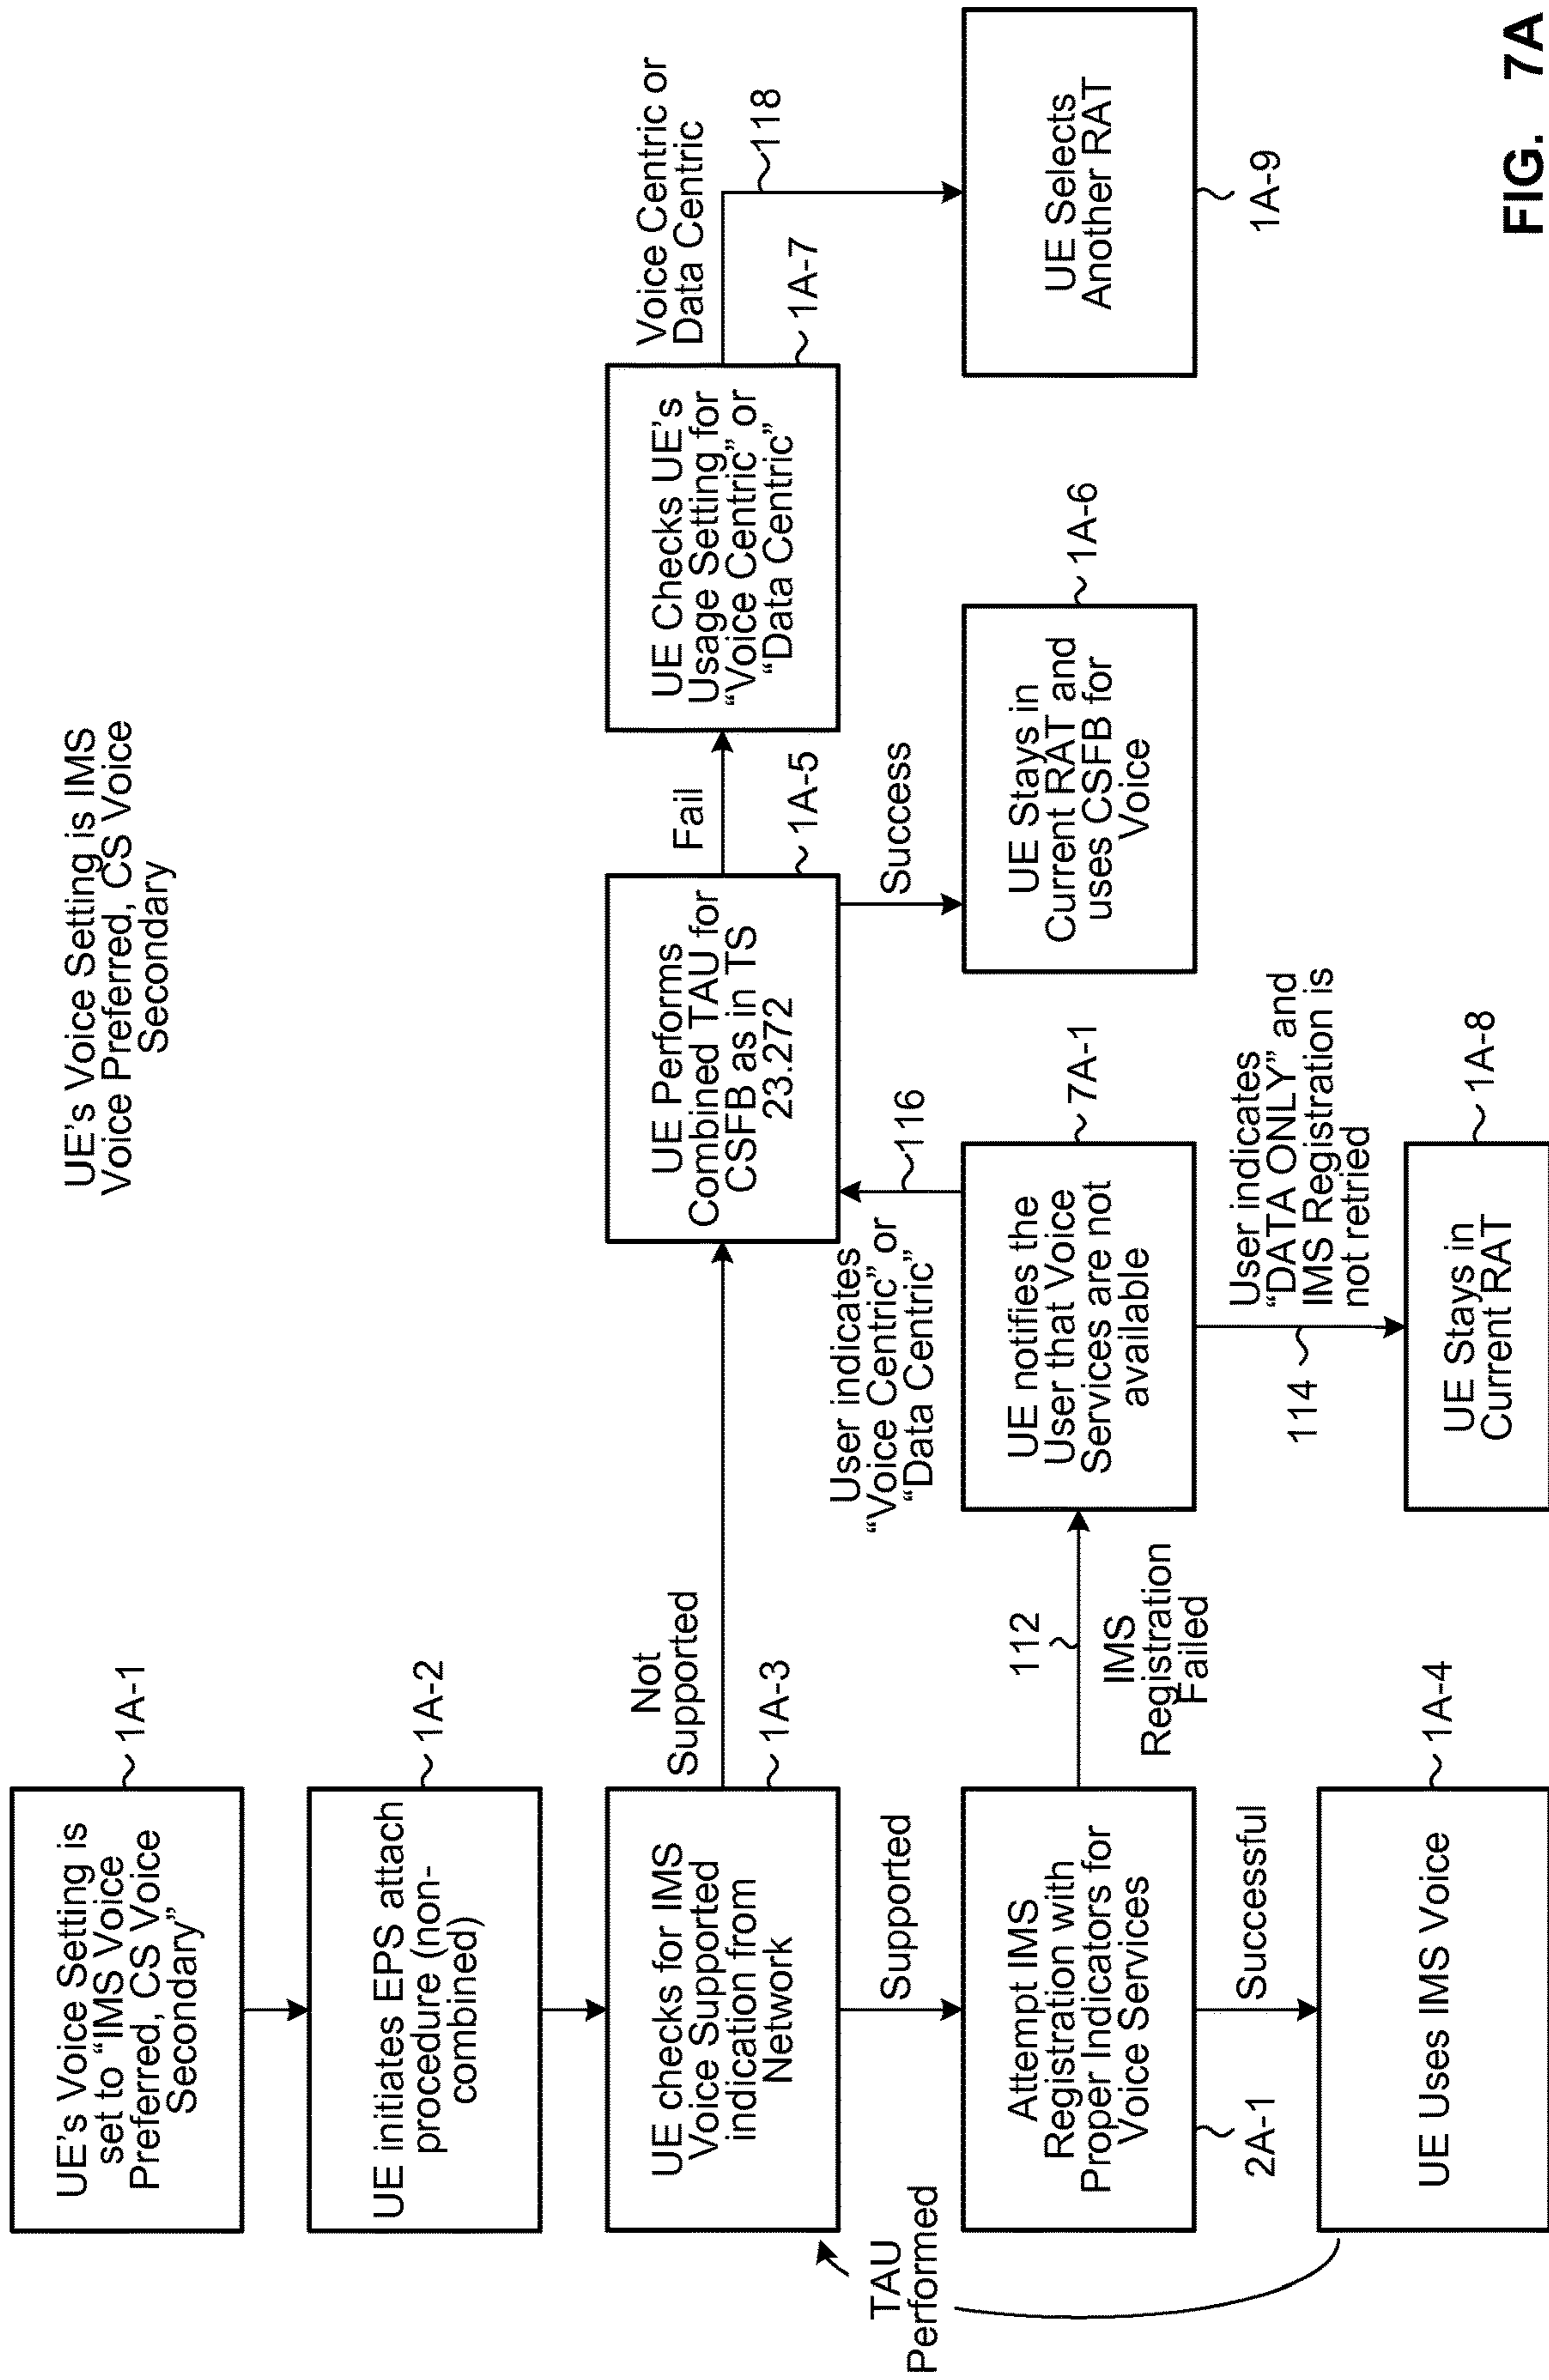 UE's Voice Setting is IMS
Voice Preferred, CS Voice
Secondary
UE's Voice Setting is
set to "IMS Voice
Preferred, CS Voice
Secondary"
1A-1
UE initiates EPS attach
procedure (non-
combined)
1A-2
UE checks for IMS
Voice Supported
indication from
Network
1A-3
Not
Supported
UE Performs
Combined TAU for
CSFB as in TS
23.272
1A-5
Fail
UE Checks UE's
Usage Setting for
"Voice Centric" or
"Data Centric"
1A-7
Voice Centric or
Data Centric
118
Supported
User indicates
"Voice Centric" or
"Data Centric"
116
Success
TAU
Performed
Attempt IMS
Registration with
Proper Indicators for
Voice Services
2A-1
112
IMS
Registration
Failed
UE notifies the
User that Voice
Services are not
available
7A-1
UE Stays in
Current RAT and
uses CSFB for
Voice
1A-6
UE Selects
Another RAT
1A-9
Successful
114
User indicates
"DATA ONLY" and
IMS Registration is
not retried
UE Uses IMS Voice
1A-4
UE Stays in
Current RAT
1A-8
FIG. 7A